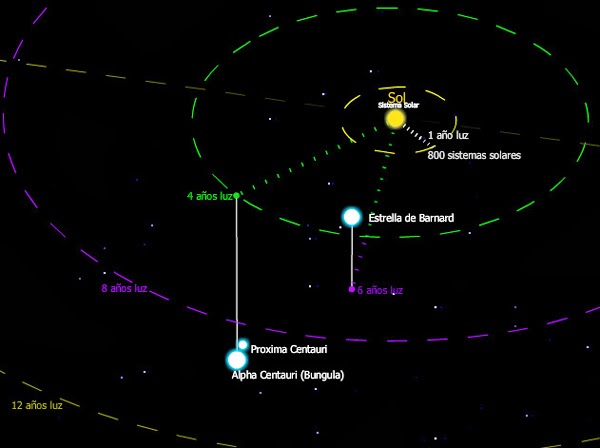 Sol
Sistema Solar
1 año luz
800 sistemas solares
4 años luz
Estrella de Barnard
8 años luz
6 años luz
Proxima Centauri
Alpha Centauri (Bungula)
12 años luz